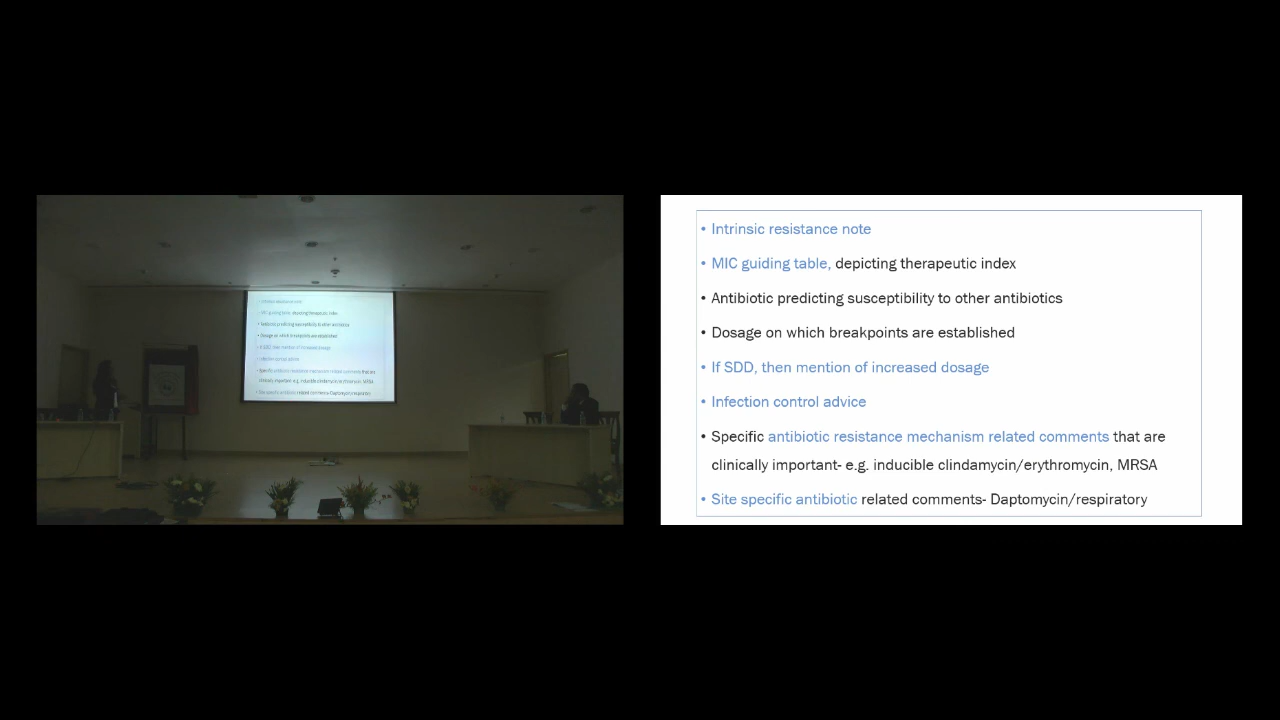 • Intrinsic resistance note
• MIC guiding table, depicting therapeutic index
• Antibiotic predicting susceptibility to other antibiotics
• Dosage on which breakpoints are established
• If SDD, then mention of increased dosage
• Infection control advice
• Specific antibiotic resistance mechanism related comments that are
clinically important- e.g. inducible clindamycin/erythromycin, MRSA
• Site specific antibiotic related comments- Daptomycin/respiratory